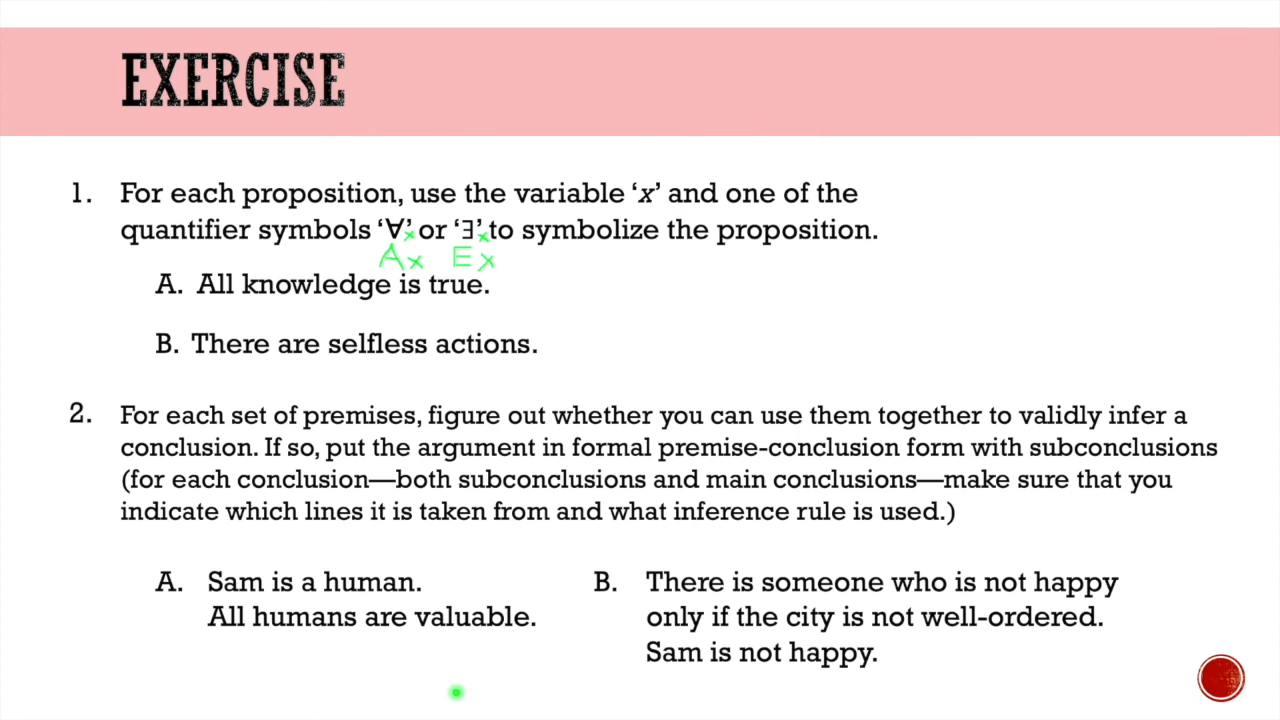 EXERCISE
1. For each proposition, use the variable ‘x’ and one of the
quantifier symbols ‘∀’ or ‘∃’ to symbolize the proposition.
x x
Ax Ex
A. All knowledge is true.
B. There are selfless actions.
2. For each set of premises, figure out whether you can use them together to validly infer a
conclusion. If so, put the argument in formal premise-conclusion form with subconclusions
(for each conclusion—both subconclusions and main conclusions—make sure that you
indicate which lines it is taken from and what inference rule is used.)
A. Sam is a human.
All humans are valuable.
B. There is someone who is not happy
only if the city is not well-ordered.
Sam is not happy.